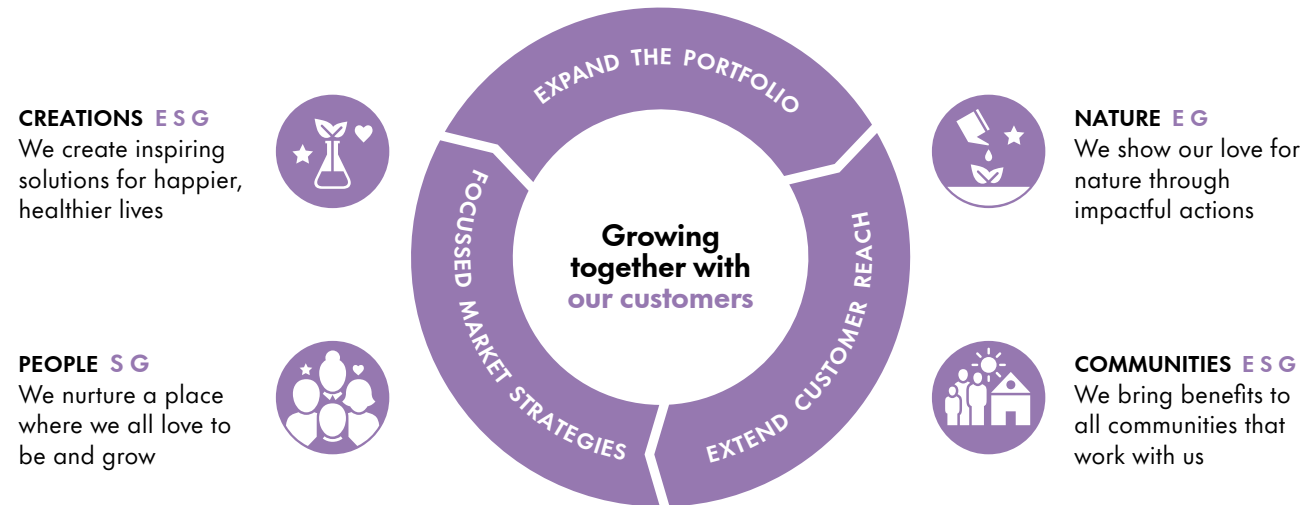 CREATIONS E S G
We create inspiring
solutions for happier,
healthier lives
PEOPLE S G
We nurture a place
where we all love to
be and grow
EXPAND THE PORTFOLIO
EXTEND CUSTOMER REACH
FOCUSSED MARKET STRATEGIES
Growing
together with
our customers
NATURE E G
We show our love for
nature through
impactful actions
COMMUNITIES E S G
We bring benefits to
all communities that
work with us